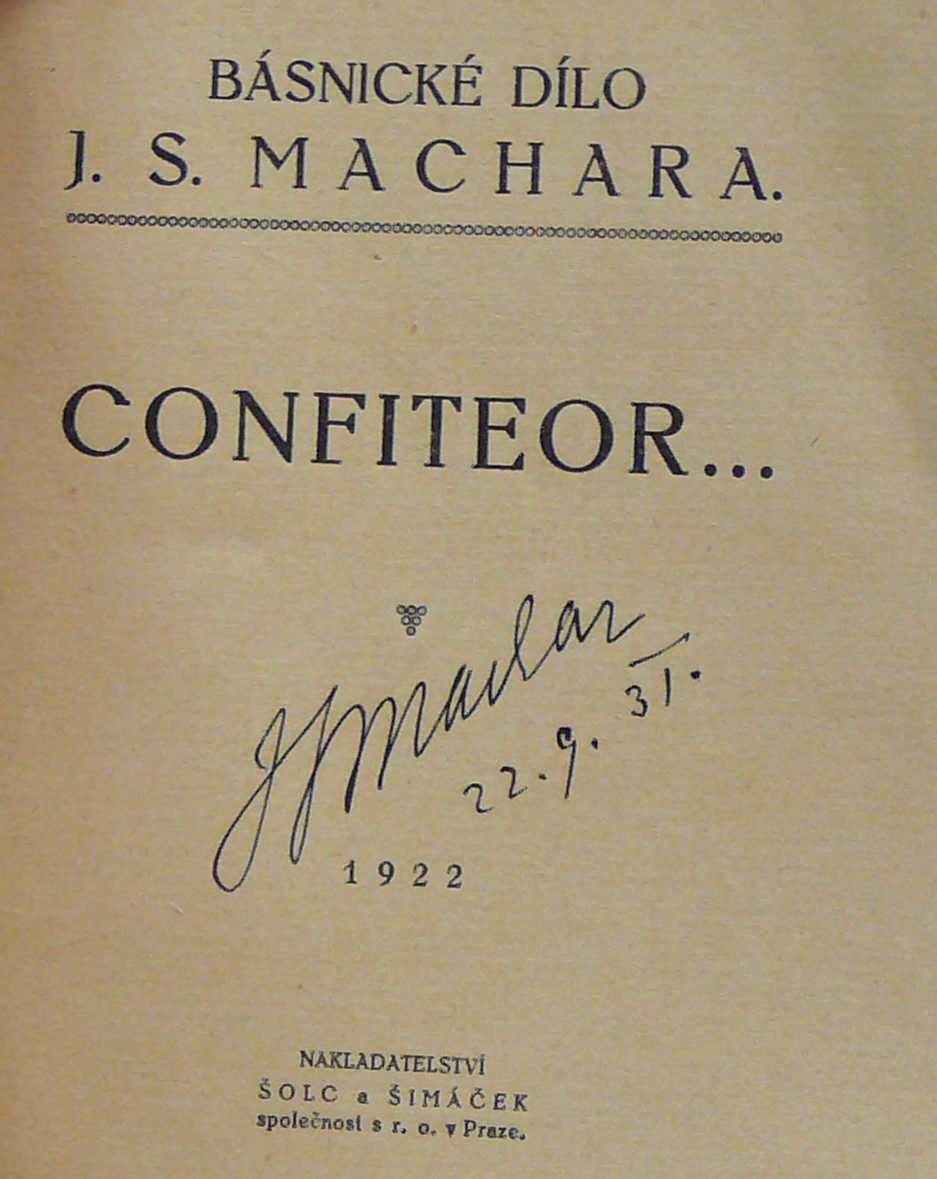 BÁSNICKÉ DÍLO
J. S. MACHARA.
CONFITEOR...
JSMachar
22. 9. 31.
1922
NAKLADATELSTVÍ
ŠOLC a ŠIMÁČEK
společnost s r. o. v Praze.